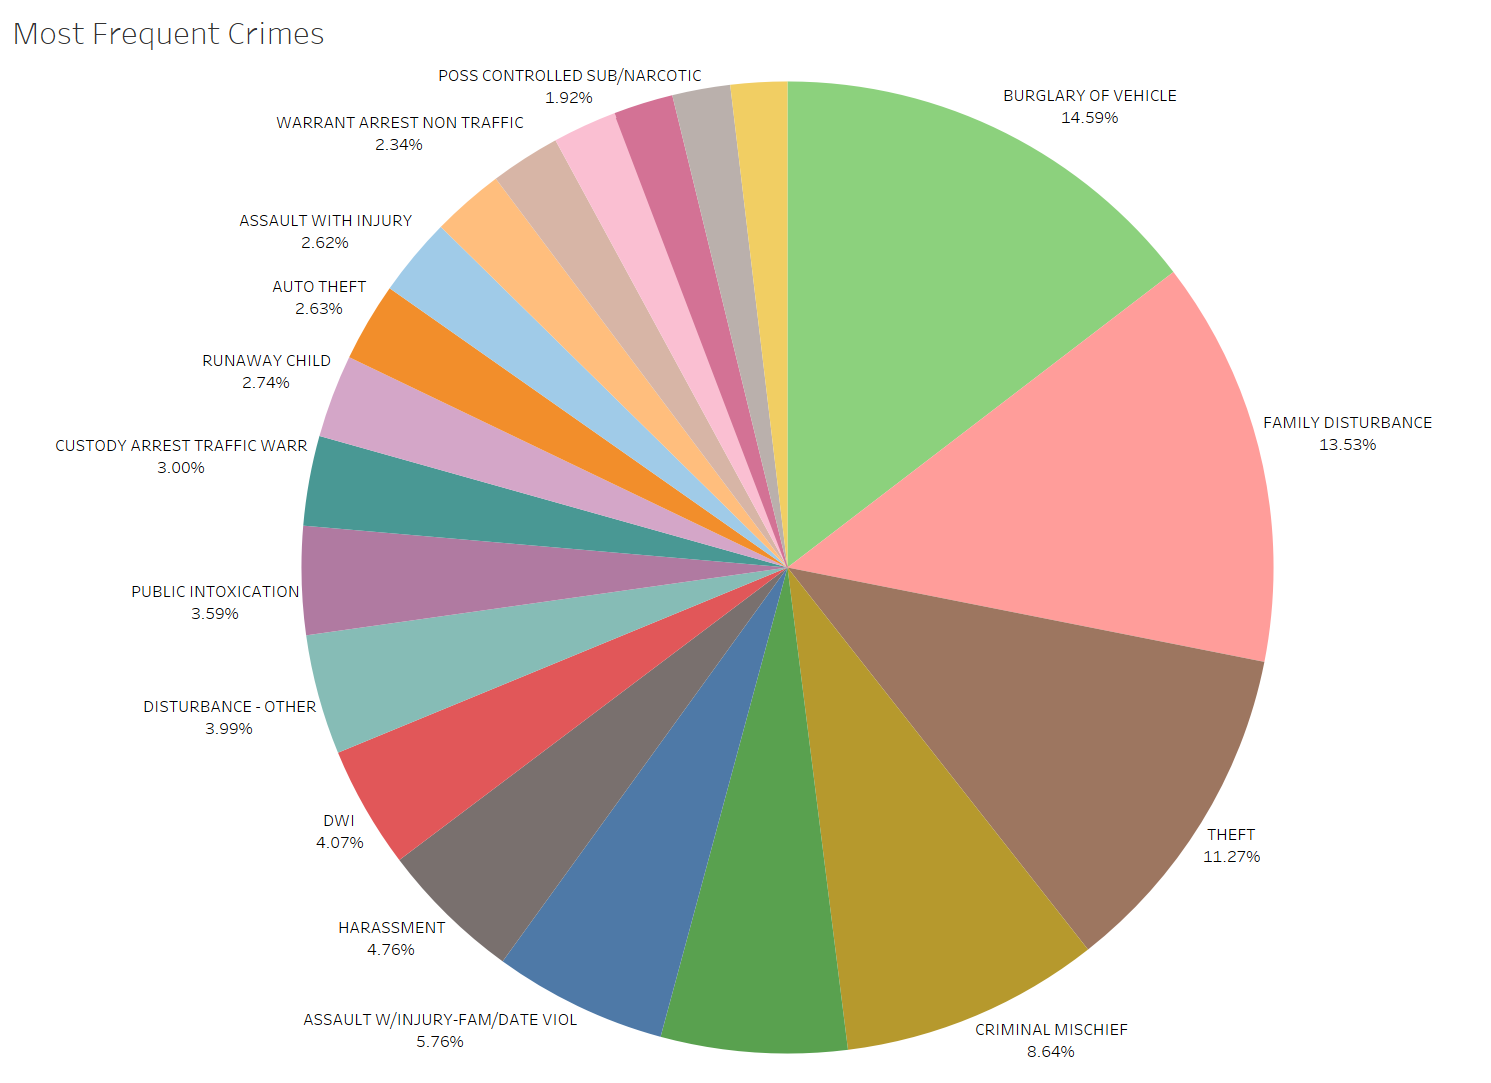 Most Frequent Crimes
POSS CONTROLLED SUB/NARCOTIC
1.92%
BURGLARY OF VEHICLE
14.59%
WARRANT ARREST NON TRAFFIC
2.34%
ASSAULT WITH INJURY
2.62%
AUTO THEFT
2.63%
RUNAWAY CHILD
2.74%
FAMILY DISTURBANCE
13.53%
CUSTODY ARREST TRAFFIC WARR
3.00%
PUBLIC INTOXICATION
3.59%
DISTURBANCE - OTHER
3.99%
DWI
4.07%
THEFT
11.27%
HARASSMENT
4.76%
ASSAULT W/INJURY-FAM/DATE VIOL
5.76%
CRIMINAL MISCHIEF
8.64%